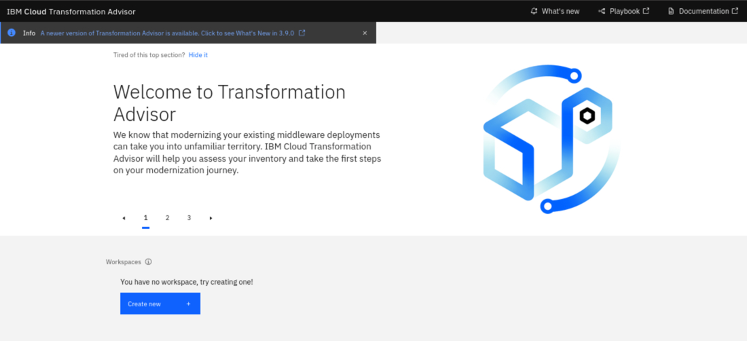 IBM Cloud Transformation Advisor
What's new
Playbook
Documentation
Info A newer version of Transformation Advisor is available. Click to see What's New in 3.9.0
Tired of this top section? Hide it
Welcome to Transformation
Advisor
We know that modernizing your existing middleware deployments
can take you into unfamiliar territory. IBM Cloud Transformation
Advisor will help you assess your inventory and take the first steps
on your modernization journey.
1 2 3
Workspaces
You have no workspace, try creating one!
Create new +